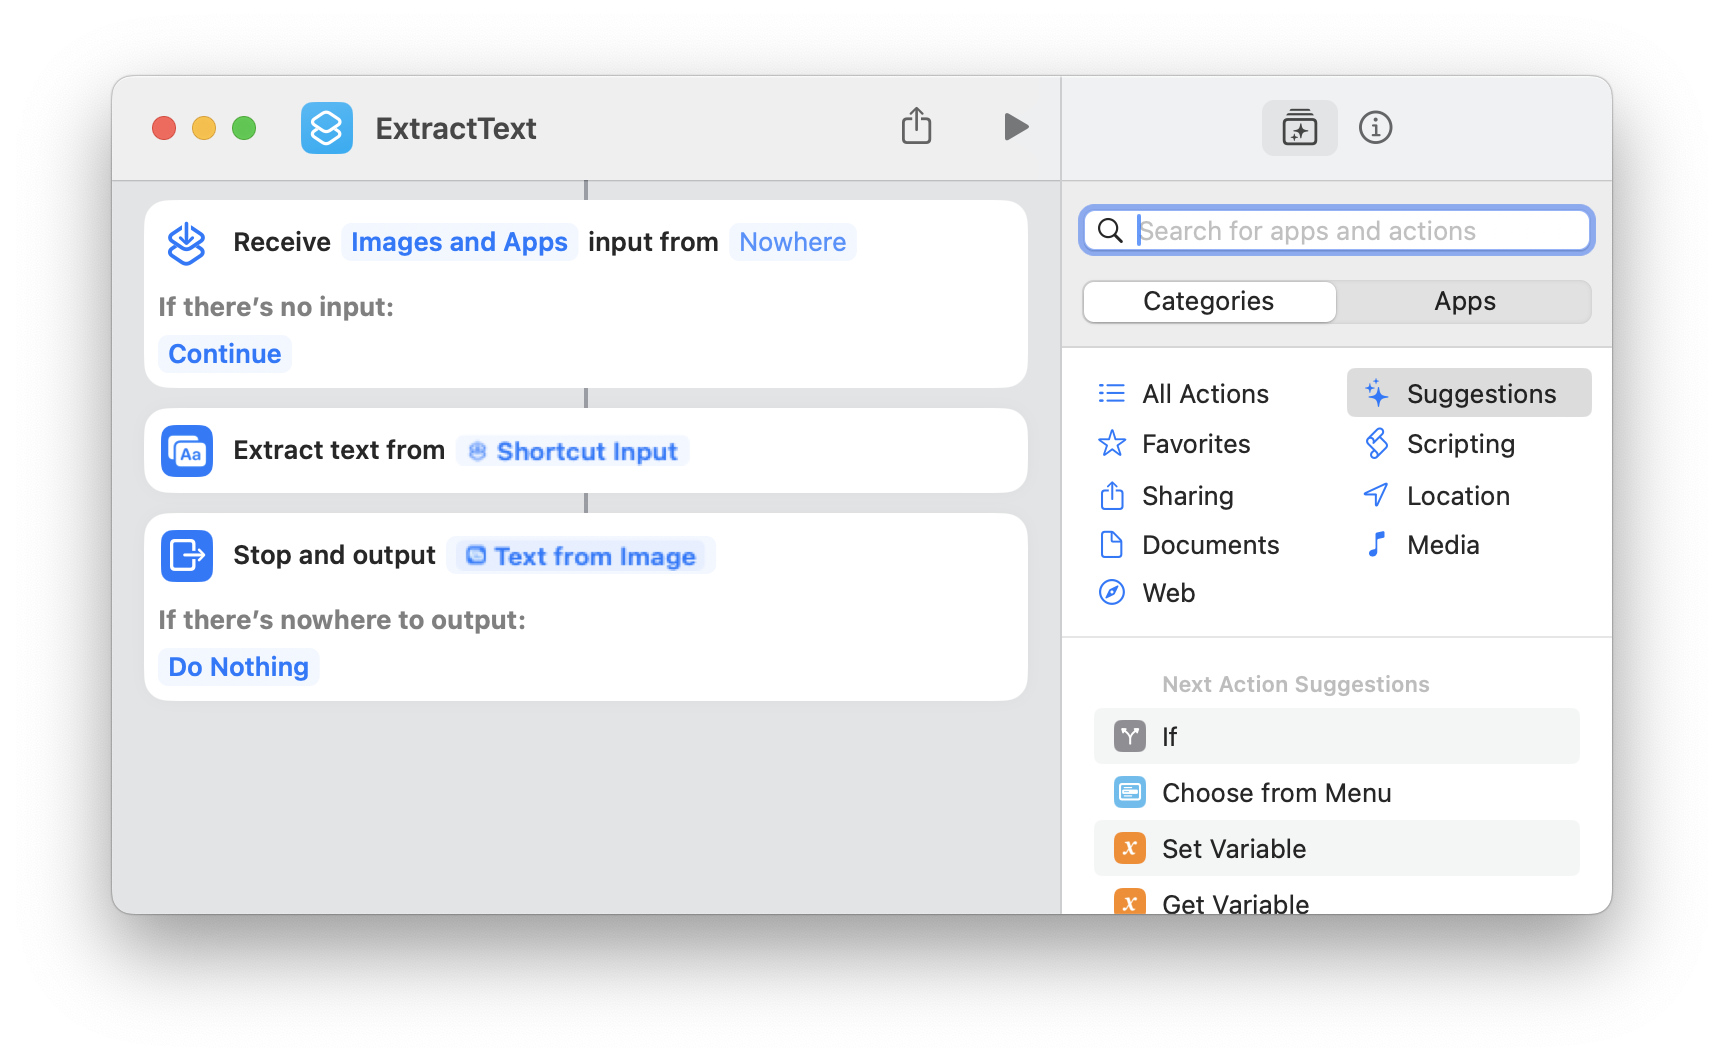 ExtractText
Receive Images and Apps input from Nowhere
If there's no input:
Continue
Aa Extract text from Shortcut Input
Stop and output Text from Image
If there's nowhere to output:
Do Nothing
Search for apps and actions
Categories Apps
All Actions Suggestions
Favorites Scripting
Sharing Location
Documents Media
Web
Next Action Suggestions
If
Choose from Menu
x Set Variable
x Get Variable